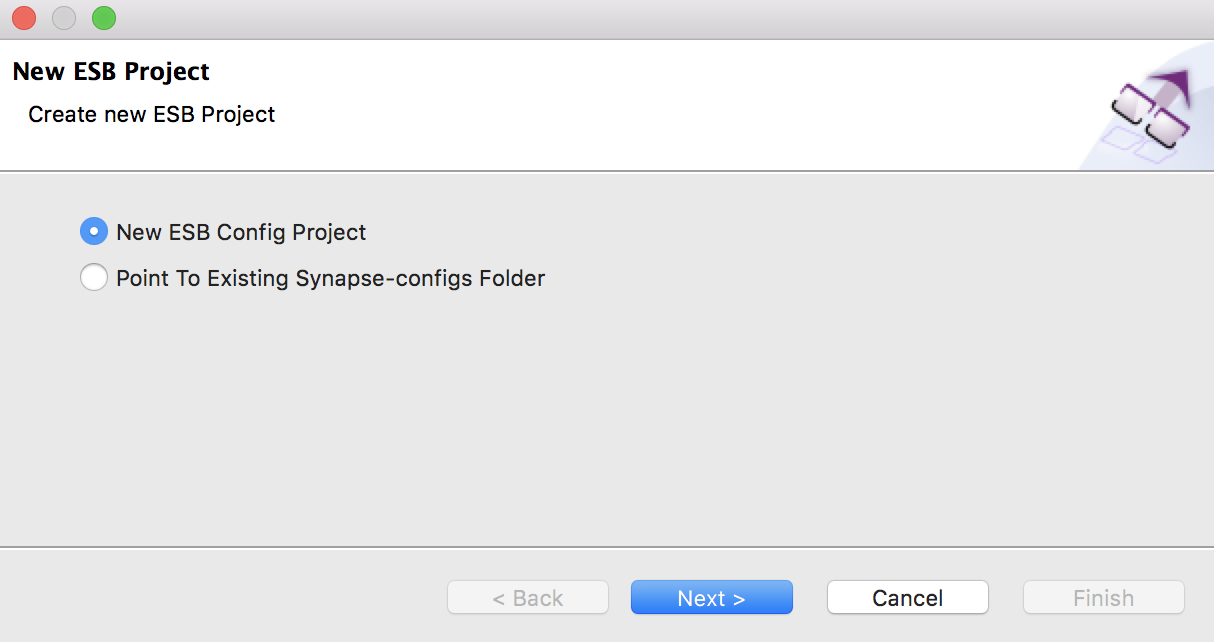 New ESB Project
Create new ESB Project
New ESB Config Project
Point To Existing Synapse-configs Folder
< Back
Next >
Cancel
Finish